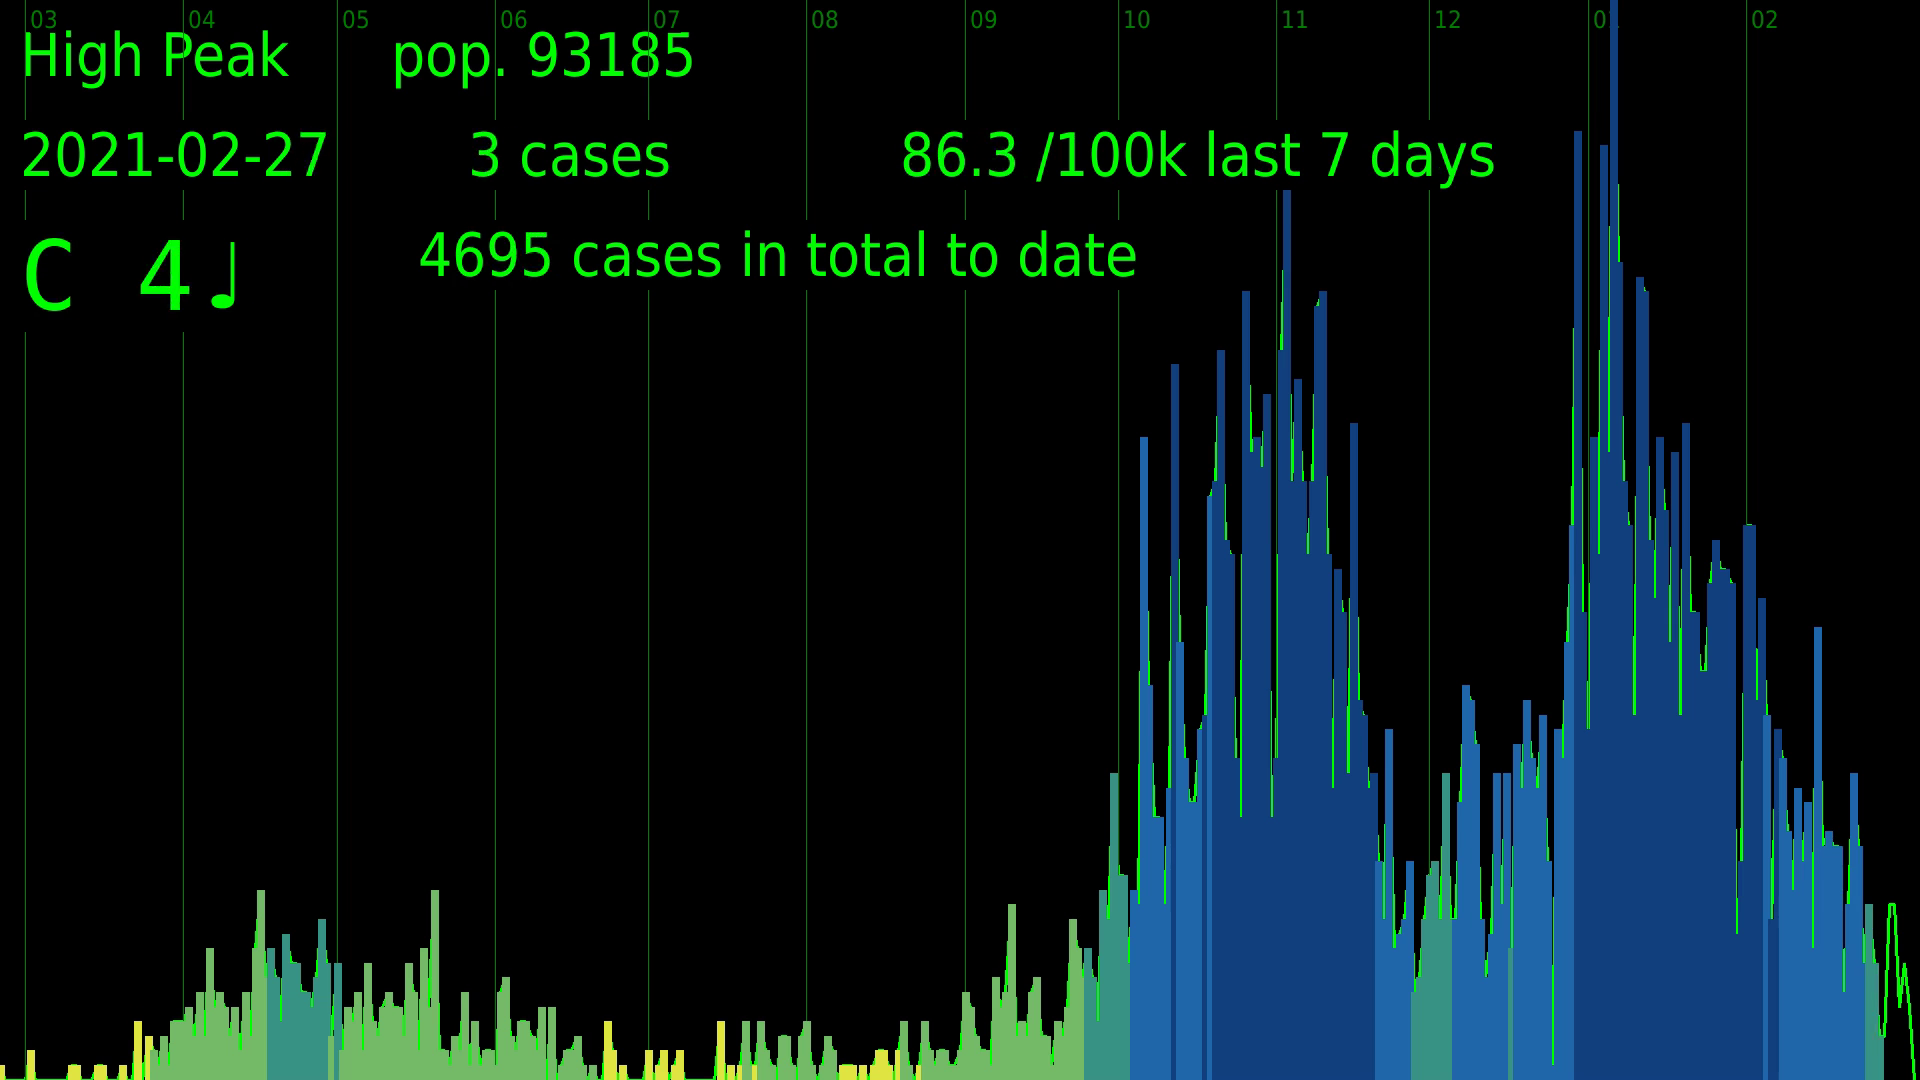 03 04 05 06 07 08 09 10 11 12 01 02
High Peak pop. 93185
2021-02-27 3 cases 86.3 /100k last 7 days
4695 cases in total to date
C 4♩